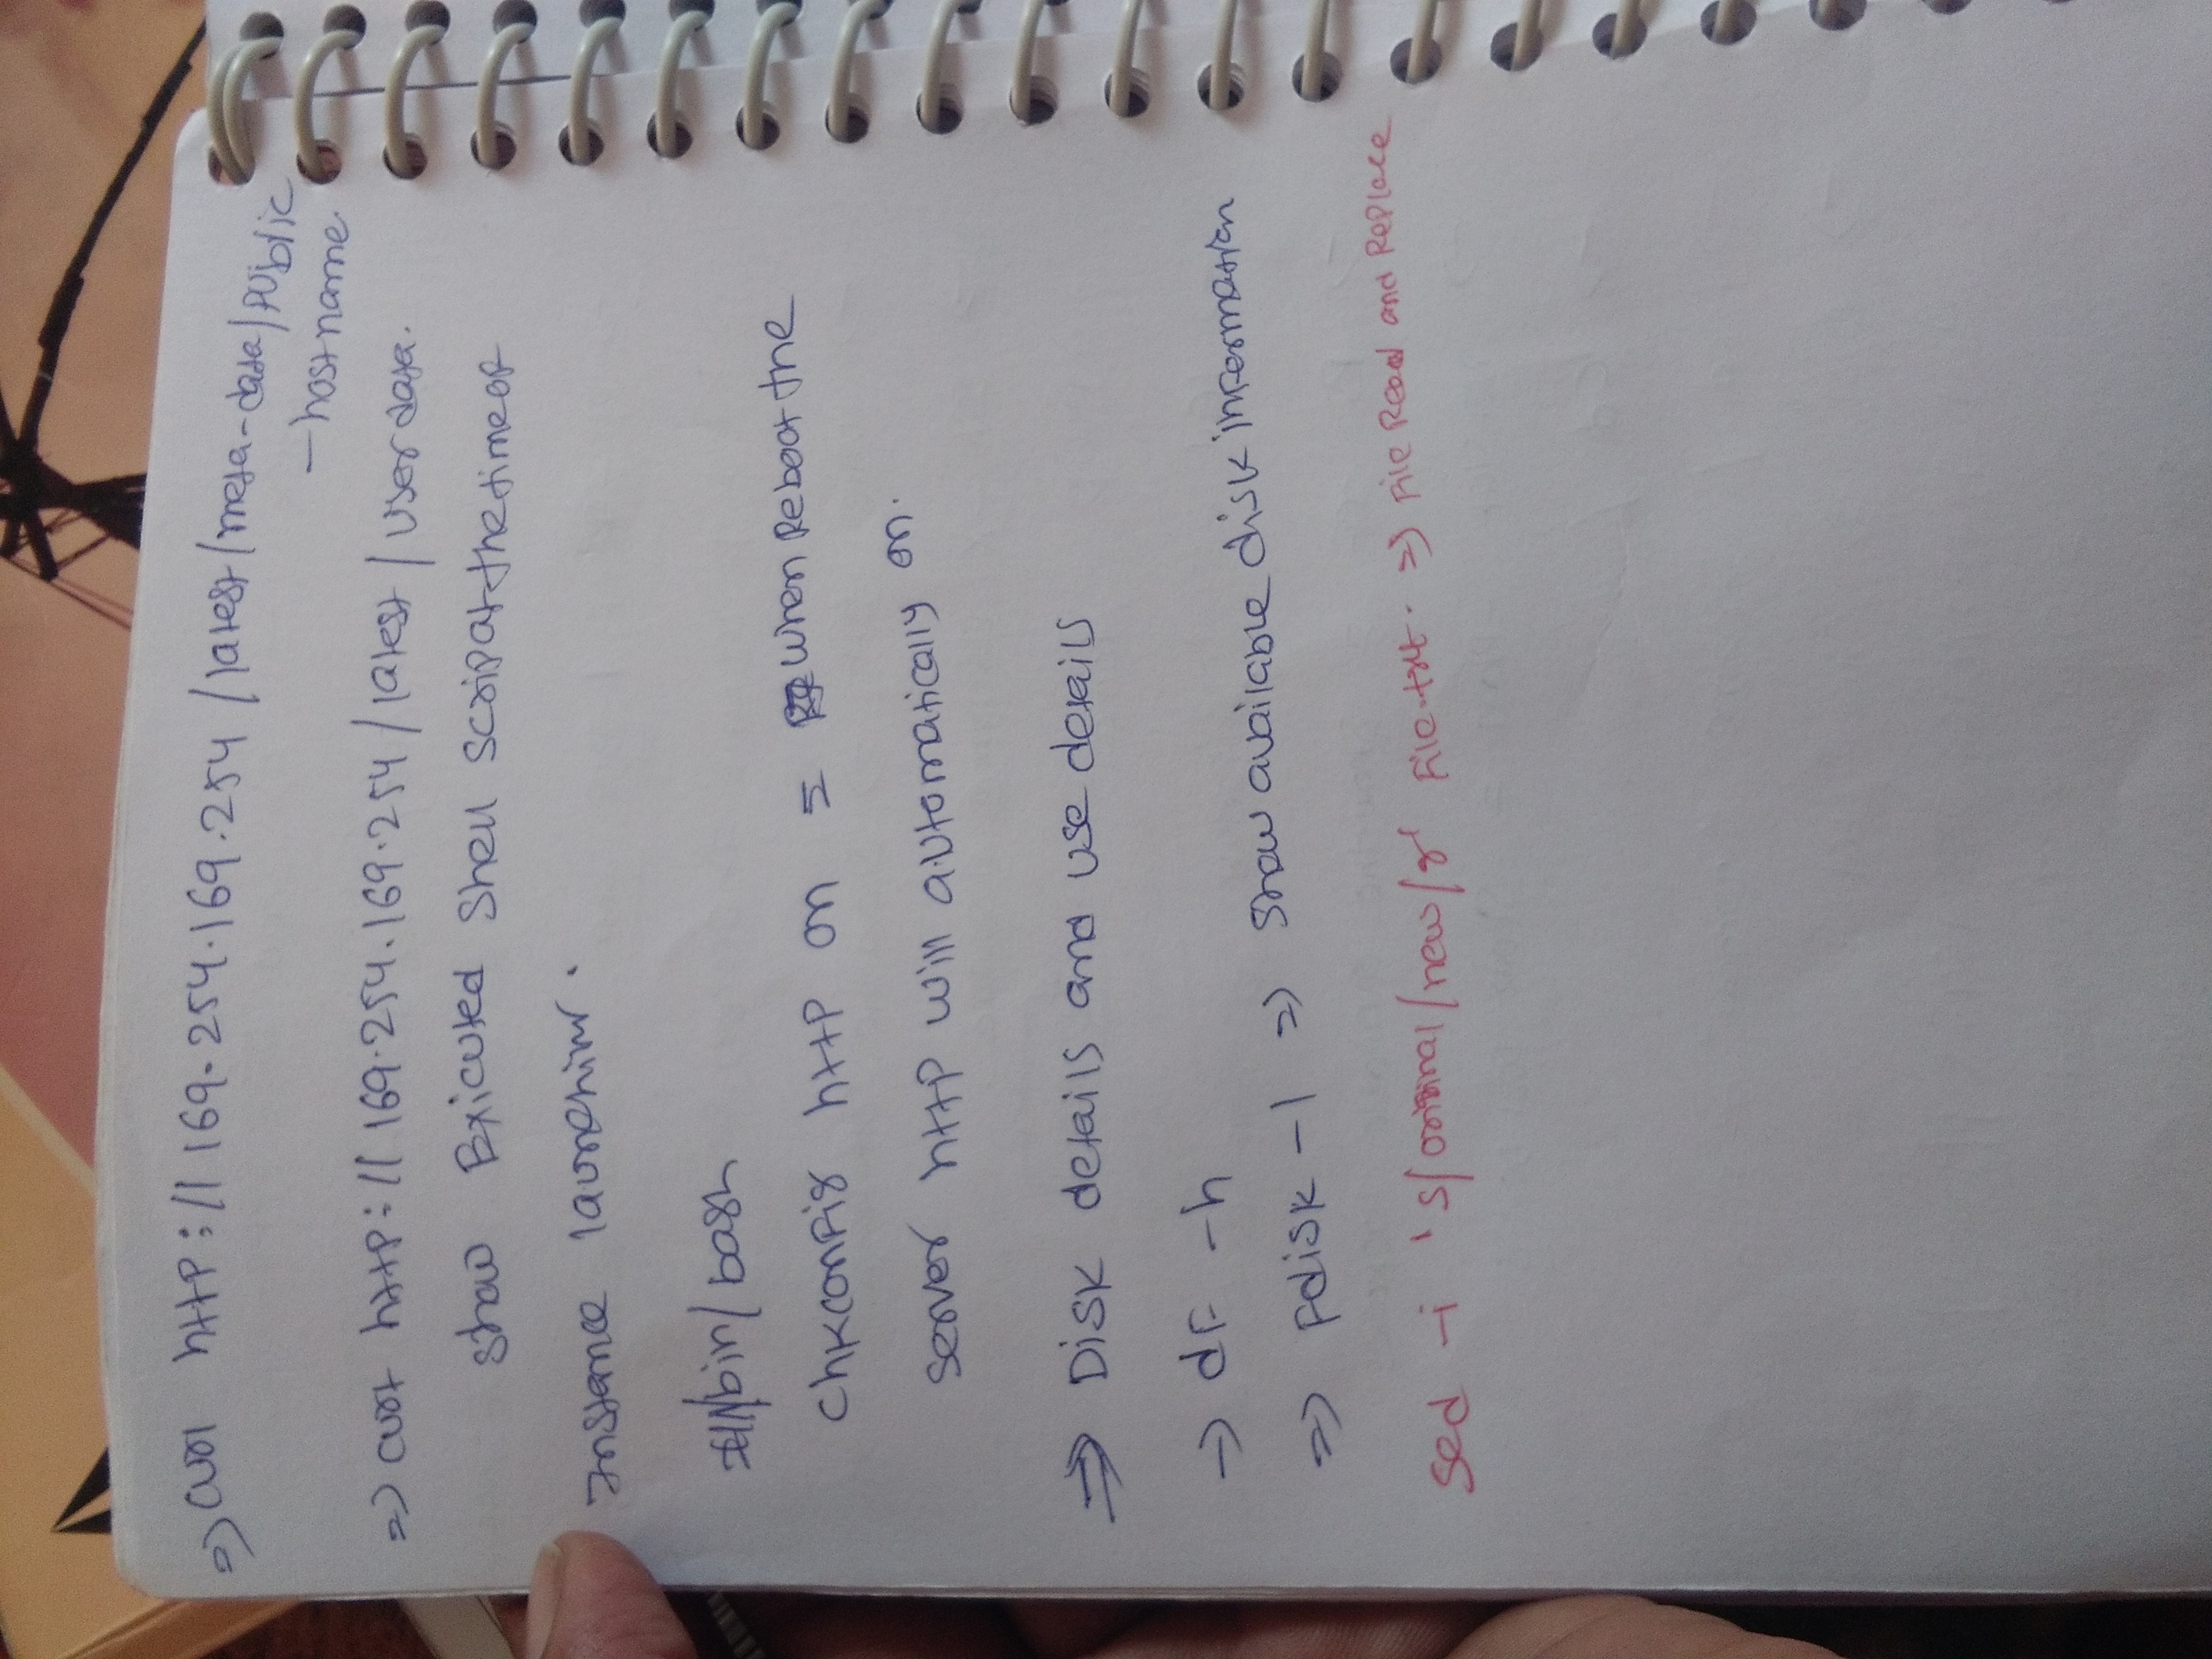 ⇒ curl http://169.254.169.254/latest/meta-data/public
-hostname
⇒ curl http://169.254.169.254/latest/userdata.
show Exicuted Shell scrip at the time of
Instance launching.
#!/bin/bash
chkconfig http on = when Reboot the
server http will automatically on.
⇒ Disk details and use details
→ df -h
⇒ Fdisk -l ⇒ show available disk information
sed -i 's/original/new/g' File.txt. ⇒ File Read and Replace